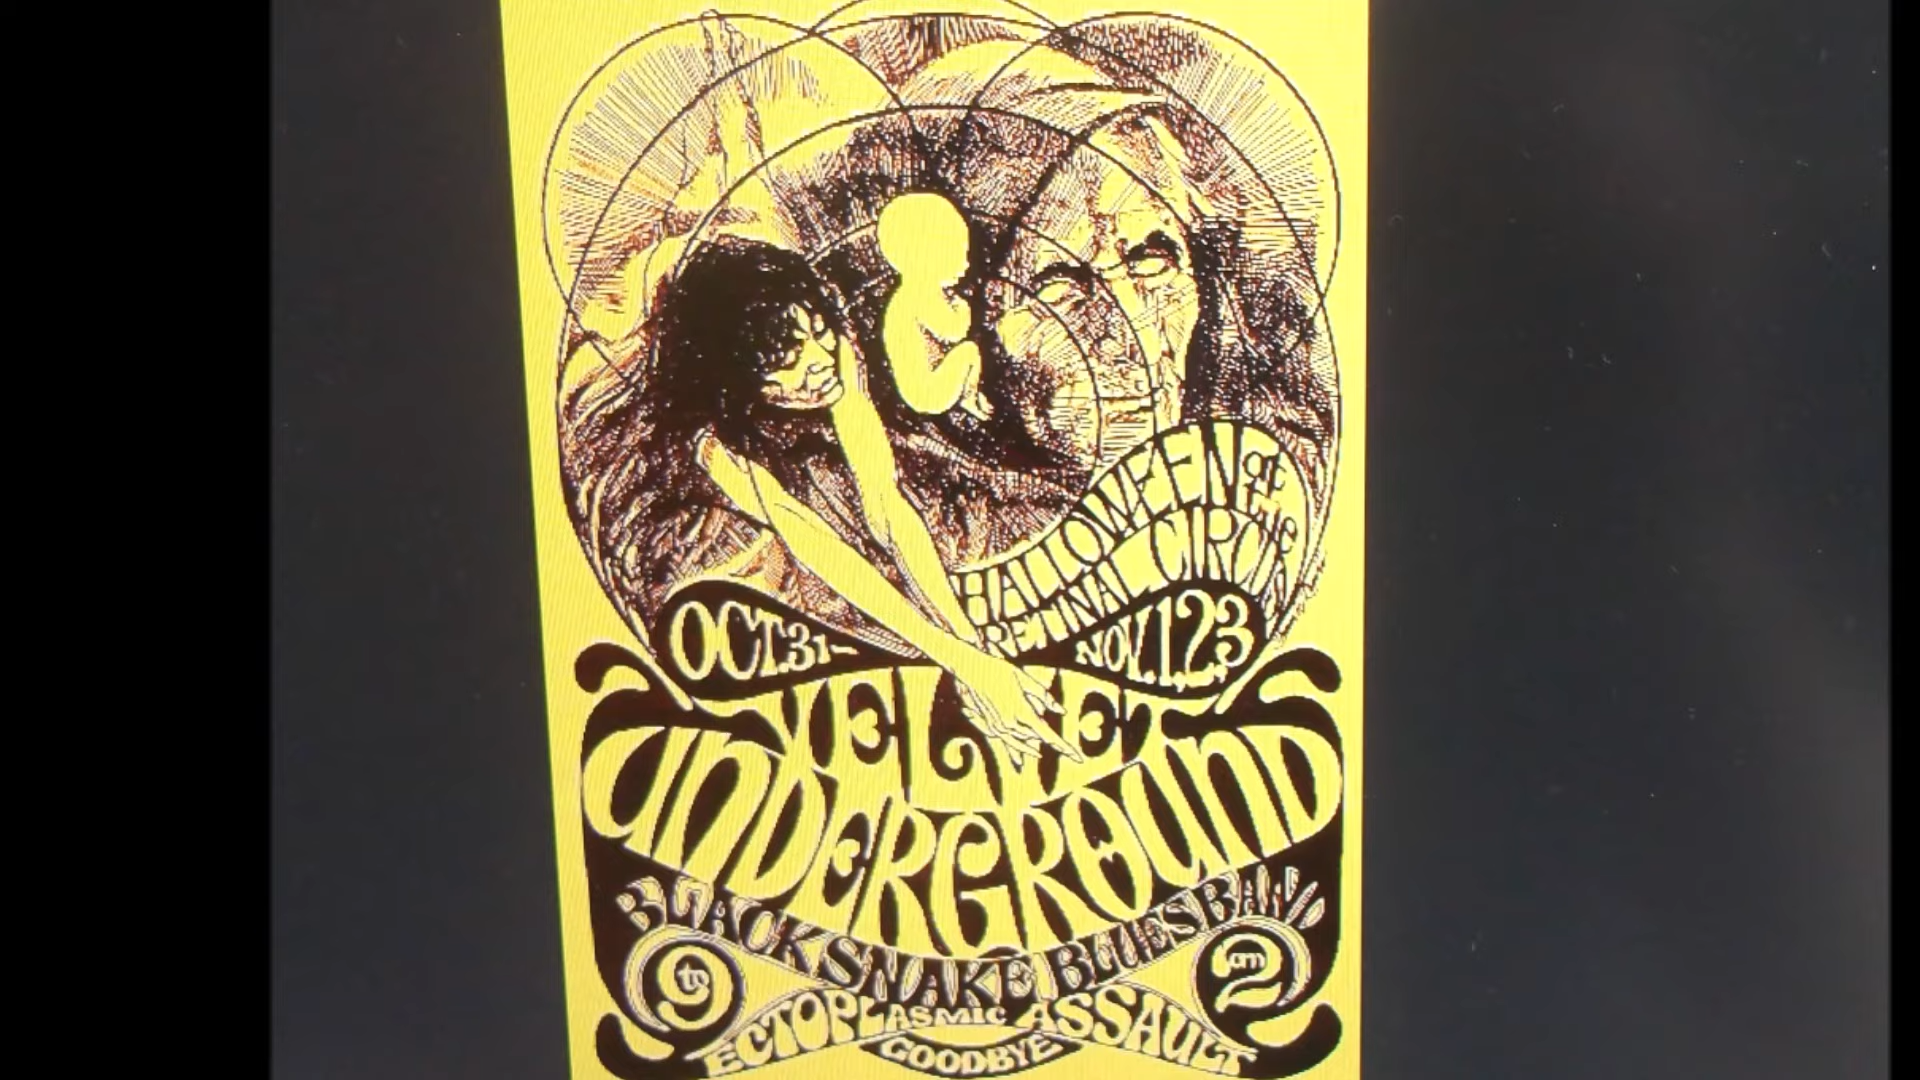 HALLOWEEN at the
RETINAL CIRCUS
OCT.31-
NOV.1,2,3
VELVET
UNDERGROUND
BLACK SNAKE BLUES BAND
9 to
2 am
ECTOPLASMIC ASSAULT
GOODBYE